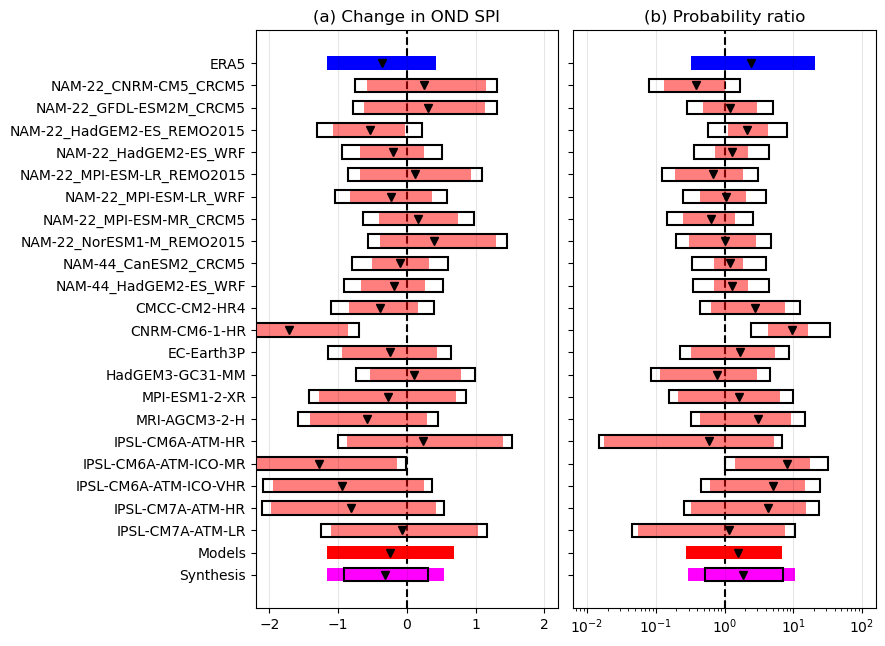 (a) Change in OND SPI
(b) Probability ratio
ERA5
NAM-22_CNRM-CM5_CRCM5
NAM-22_GFDL-ESM2M_CRCM5
NAM-22_HadGEM2-ES_REMO2015
NAM-22_HadGEM2-ES_WRF
NAM-22_MPI-ESM-LR_REMO2015
NAM-22_MPI-ESM-LR_WRF
NAM-22_MPI-ESM-MR_CRCM5
NAM-22_NorESM1-M_REMO2015
NAM-44_CanESM2_CRCM5
NAM-44_HadGEM2-ES_WRF
CMCC-CM2-HR4
CNRM-CM6-1-HR
EC-Earth3P
HadGEM3-GC31-MM
MPI-ESM1-2-XR
MRI-AGCM3-2-H
IPSL-CM6A-ATM-HR
IPSL-CM6A-ATM-ICO-MR
IPSL-CM6A-ATM-ICO-VHR
IPSL-CM7A-ATM-HR
IPSL-CM7A-ATM-LR
Models
Synthesis
−2 −1 0 1 2
10⁻² 10⁻¹ 10⁰ 10¹ 10²